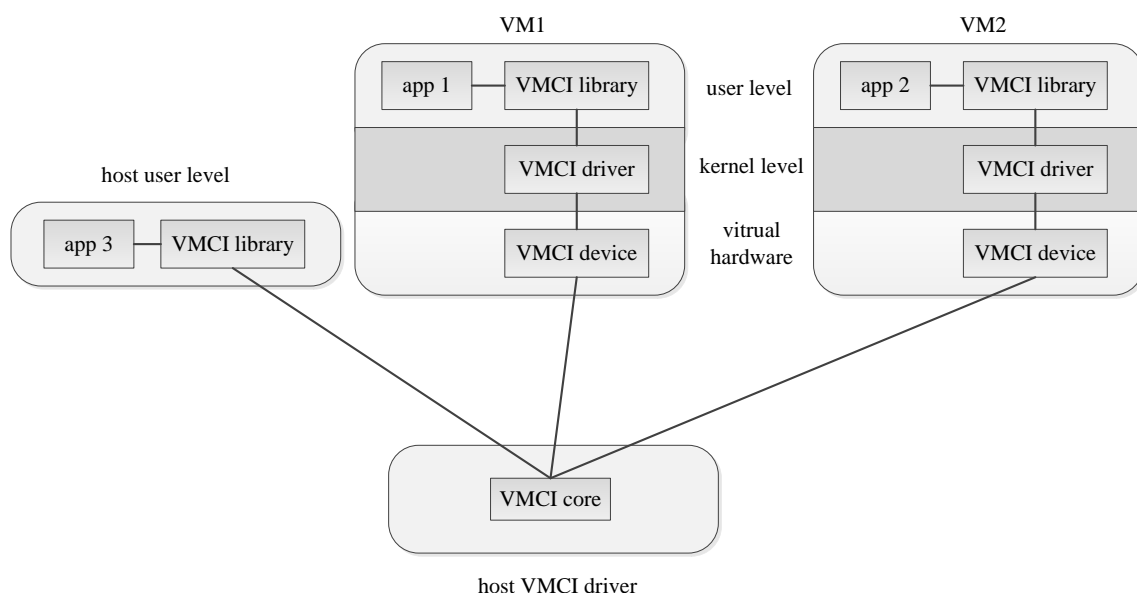 VM1
VM2
app 1
VMCI library
user level
app 2
VMCI library
VMCI driver
kernel level
VMCI driver
host user level
app 3
VMCI library
VMCI device
vitrual
hardware
VMCI device
VMCI core
host VMCI driver